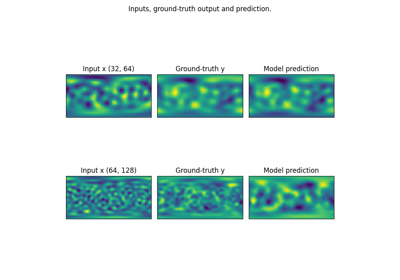 Inputs, ground-truth output and prediction.
Input x (32, 64)
Ground-truth y
Model prediction
Input x (64, 128)
Ground-truth y
Model prediction